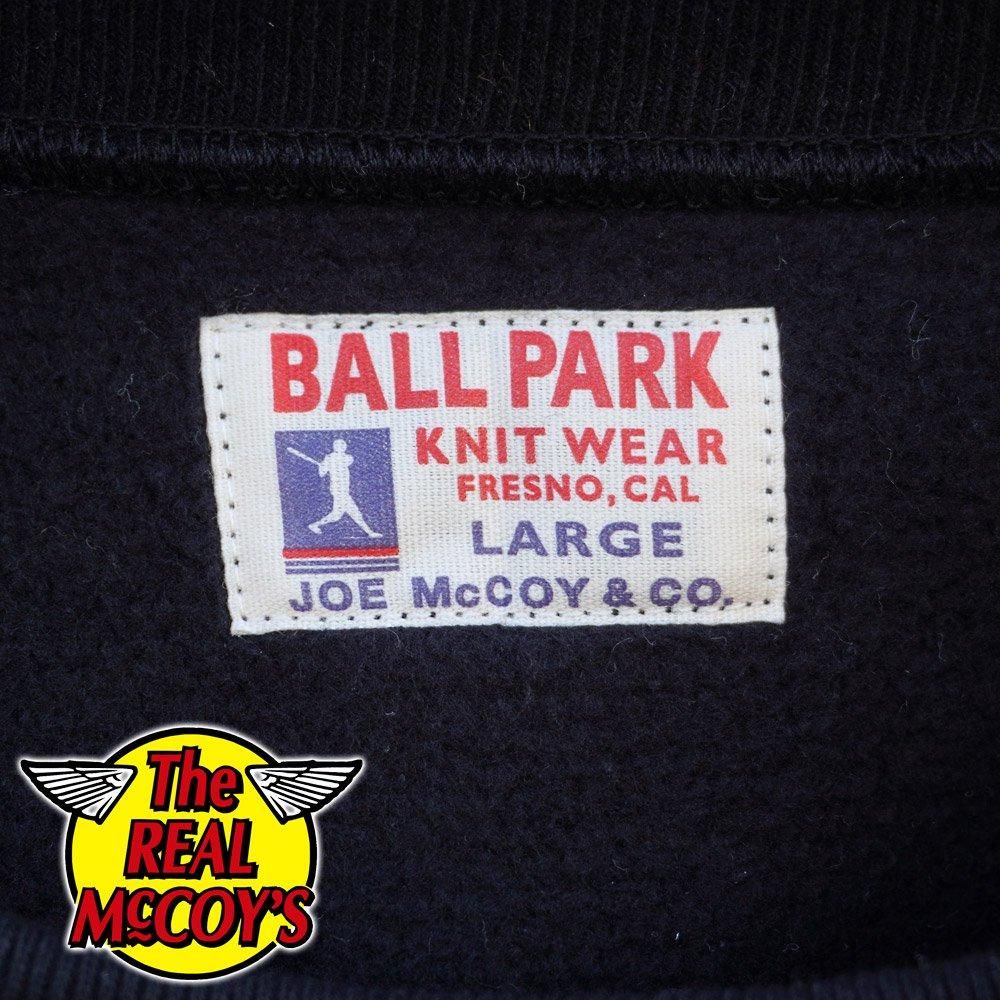 BALL PARK
KNIT WEAR
FRESNO, CAL
LARGE
JOE McCOY & CO.
The
REAL
McCOY'S